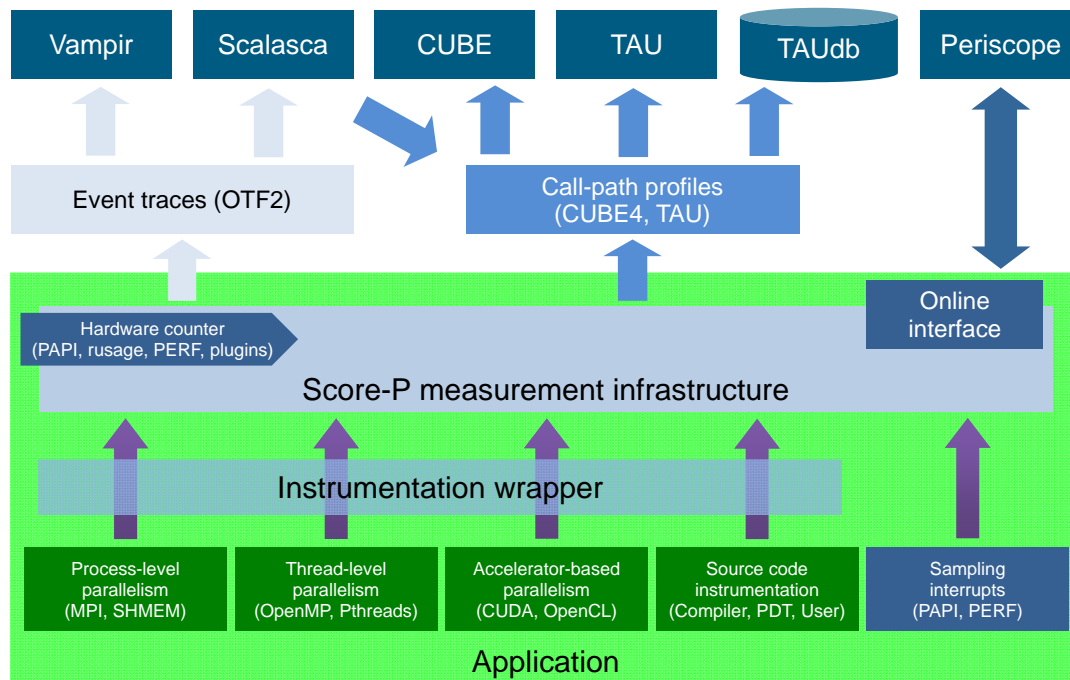 Vampir
Scalasca
CUBE
TAU
TAUdb
Periscope
Event traces (OTF2)
Call-path profiles
(CUBE4, TAU)
Online
interface
Hardware counter
(PAPI, rusage, PERF, plugins)
Score-P measurement infrastructure
Instrumentation wrapper
Process-level
parallelism
(MPI, SHMEM)
Thread-level
parallelism
(OpenMP, Pthreads)
Accelerator-based
parallelism
(CUDA, OpenCL)
Source code
instrumentation
(Compiler, PDT, User)
Sampling
interrupts
(PAPI, PERF)
Application